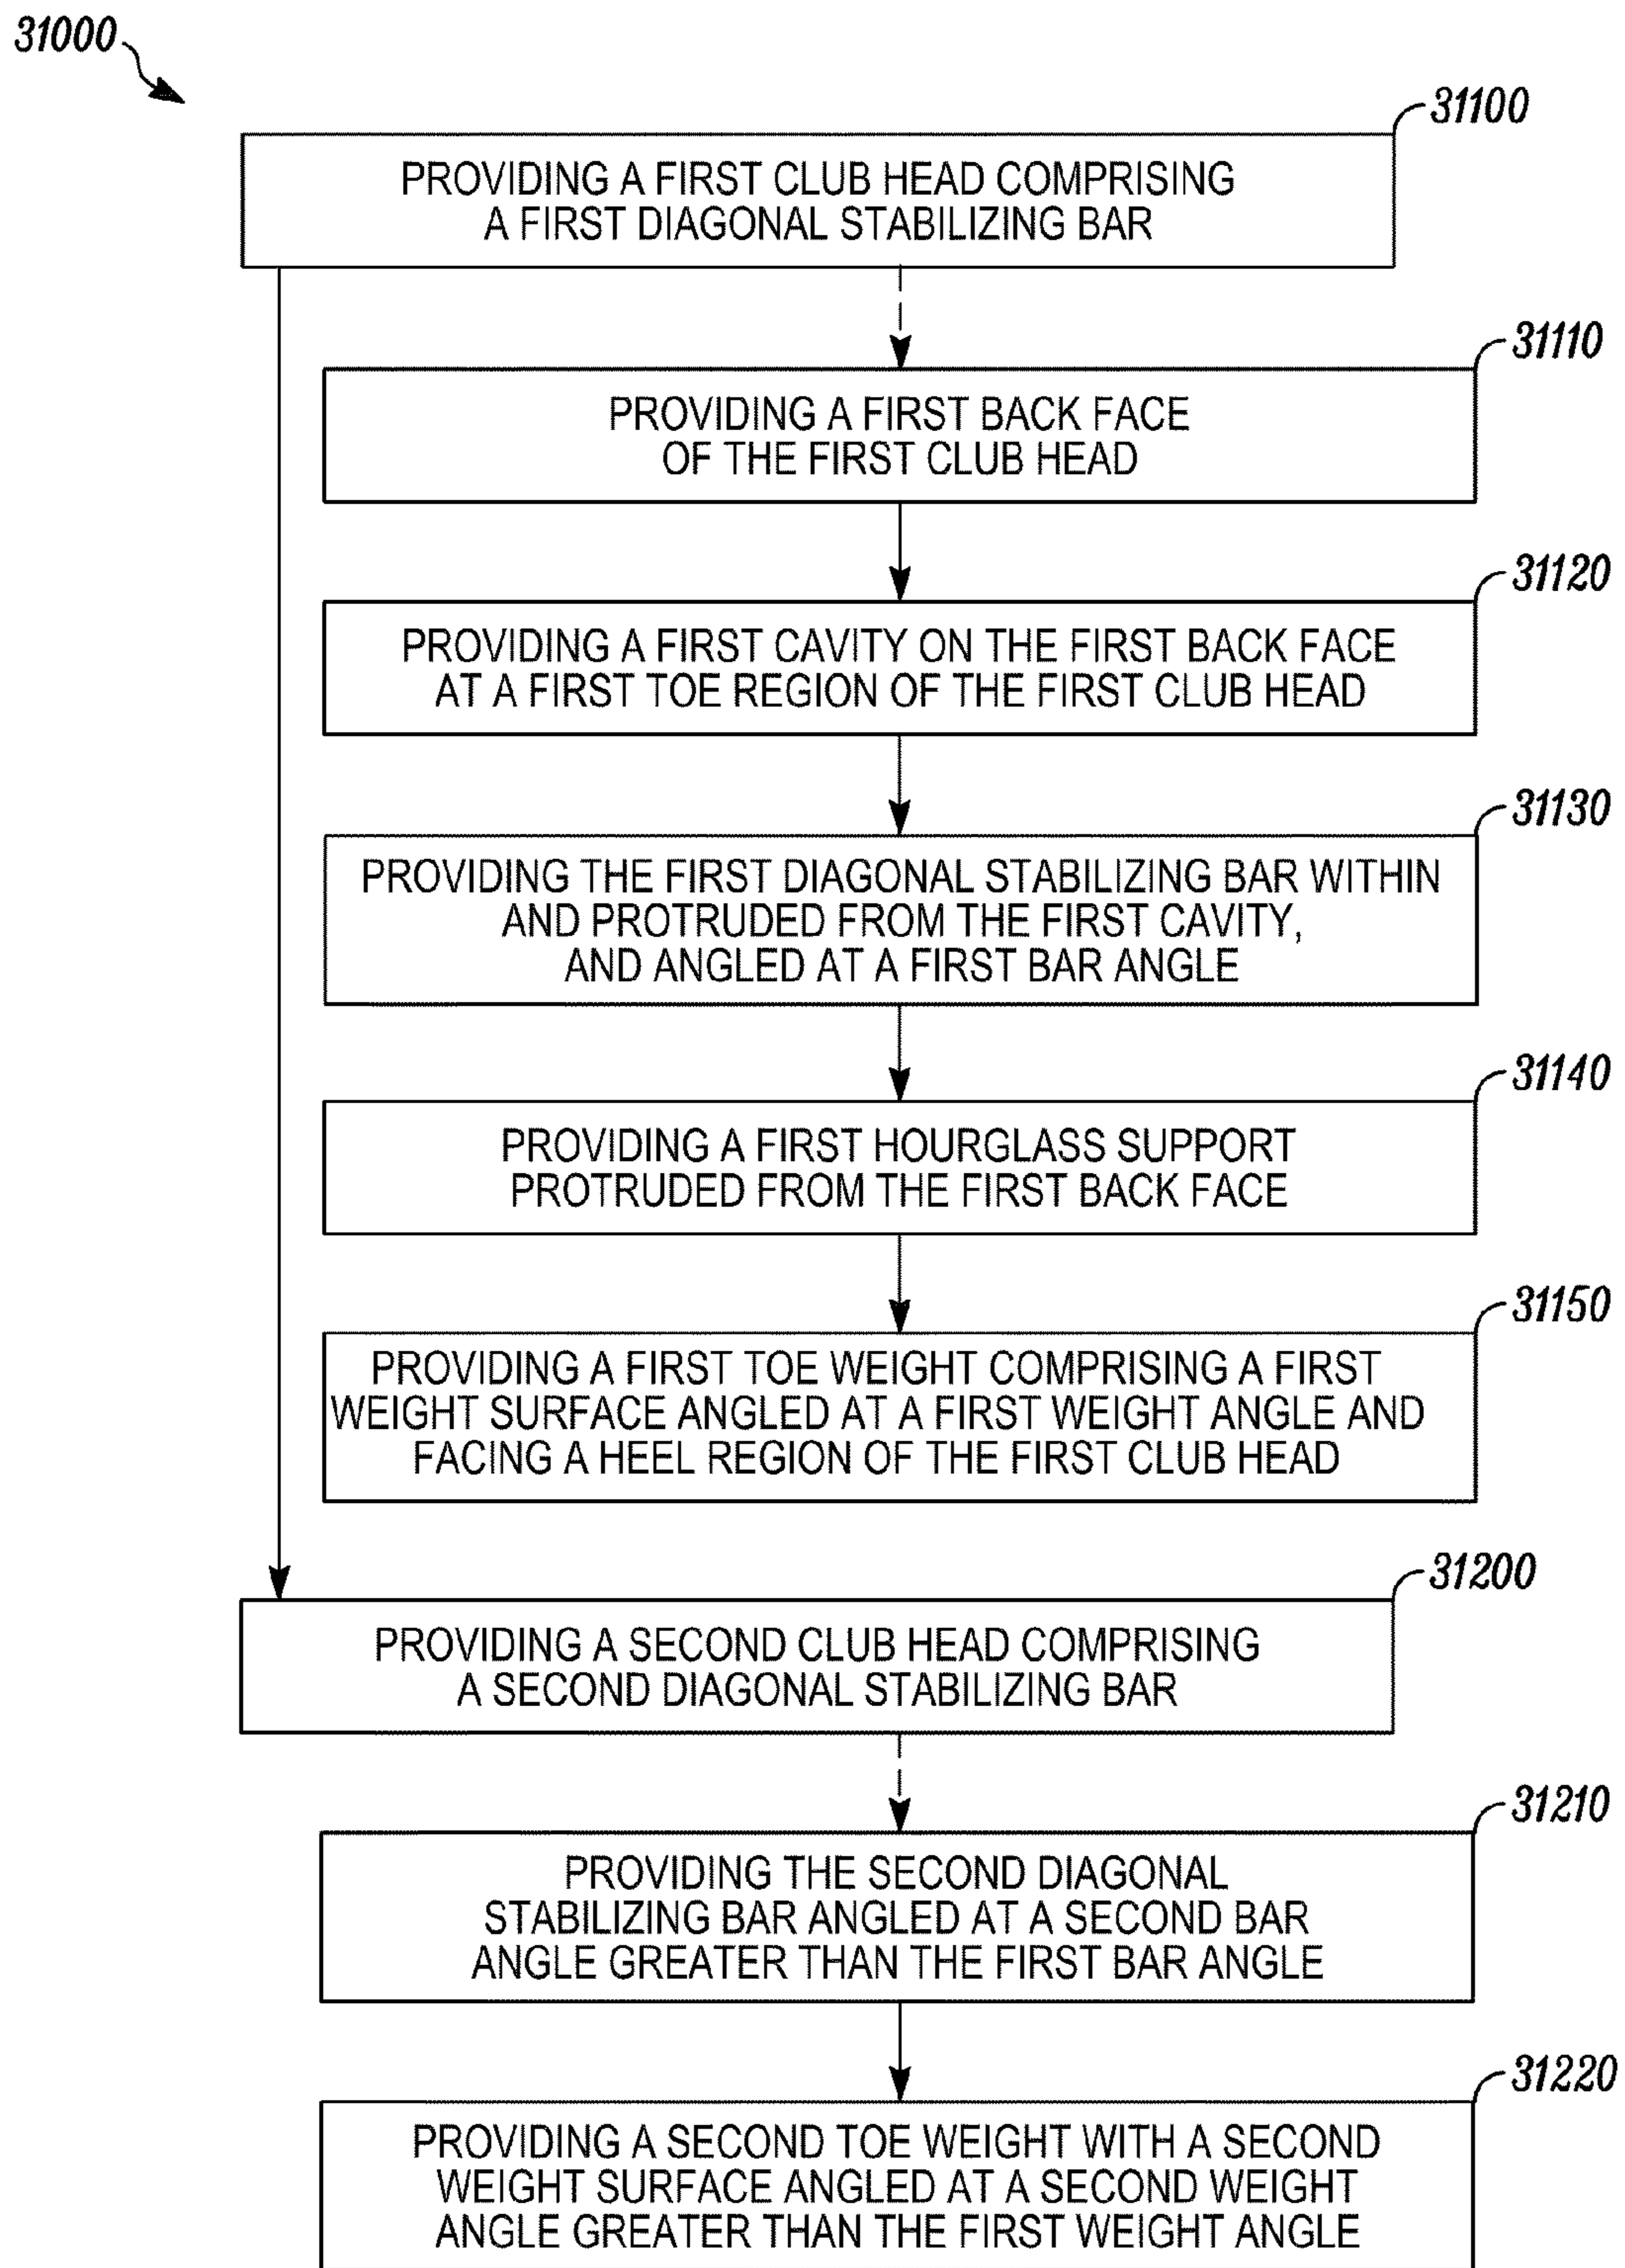 31000
31100
PROVIDING A FIRST CLUB HEAD COMPRISING
A FIRST DIAGONAL STABILIZING BAR
31110
PROVIDING A FIRST BACK FACE
OF THE FIRST CLUB HEAD
31120
PROVIDING A FIRST CAVITY ON THE FIRST BACK FACE
AT A FIRST TOE REGION OF THE FIRST CLUB HEAD
31130
PROVIDING THE FIRST DIAGONAL STABILIZING BAR WITHIN
AND PROTRUDED FROM THE FIRST CAVITY,
AND ANGLED AT A FIRST BAR ANGLE
31140
PROVIDING A FIRST HOURGLASS SUPPORT
PROTRUDED FROM THE FIRST BACK FACE
31150
PROVIDING A FIRST TOE WEIGHT COMPRISING A FIRST
WEIGHT SURFACE ANGLED AT A FIRST WEIGHT ANGLE AND
FACING A HEEL REGION OF THE FIRST CLUB HEAD
31200
PROVIDING A SECOND CLUB HEAD COMPRISING
A SECOND DIAGONAL STABILIZING BAR
31210
PROVIDING THE SECOND DIAGONAL
STABILIZING BAR ANGLED AT A SECOND BAR
ANGLE GREATER THAN THE FIRST BAR ANGLE
31220
PROVIDING A SECOND TOE WEIGHT WITH A SECOND
WEIGHT SURFACE ANGLED AT A SECOND WEIGHT
ANGLE GREATER THAN THE FIRST WEIGHT ANGLE